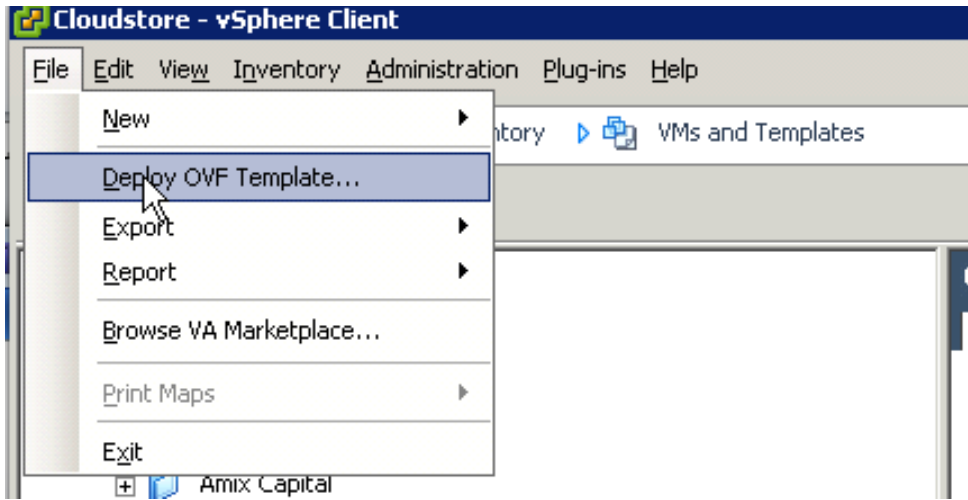 Cloudstore - vSphere Client
File Edit View Inventory Administration Plug-ins Help
New
ntory VMs and Templates
Deploy OVF Template...
Export
Report
Browse VA Marketplace...
Print Maps
Exit
Amix Capital